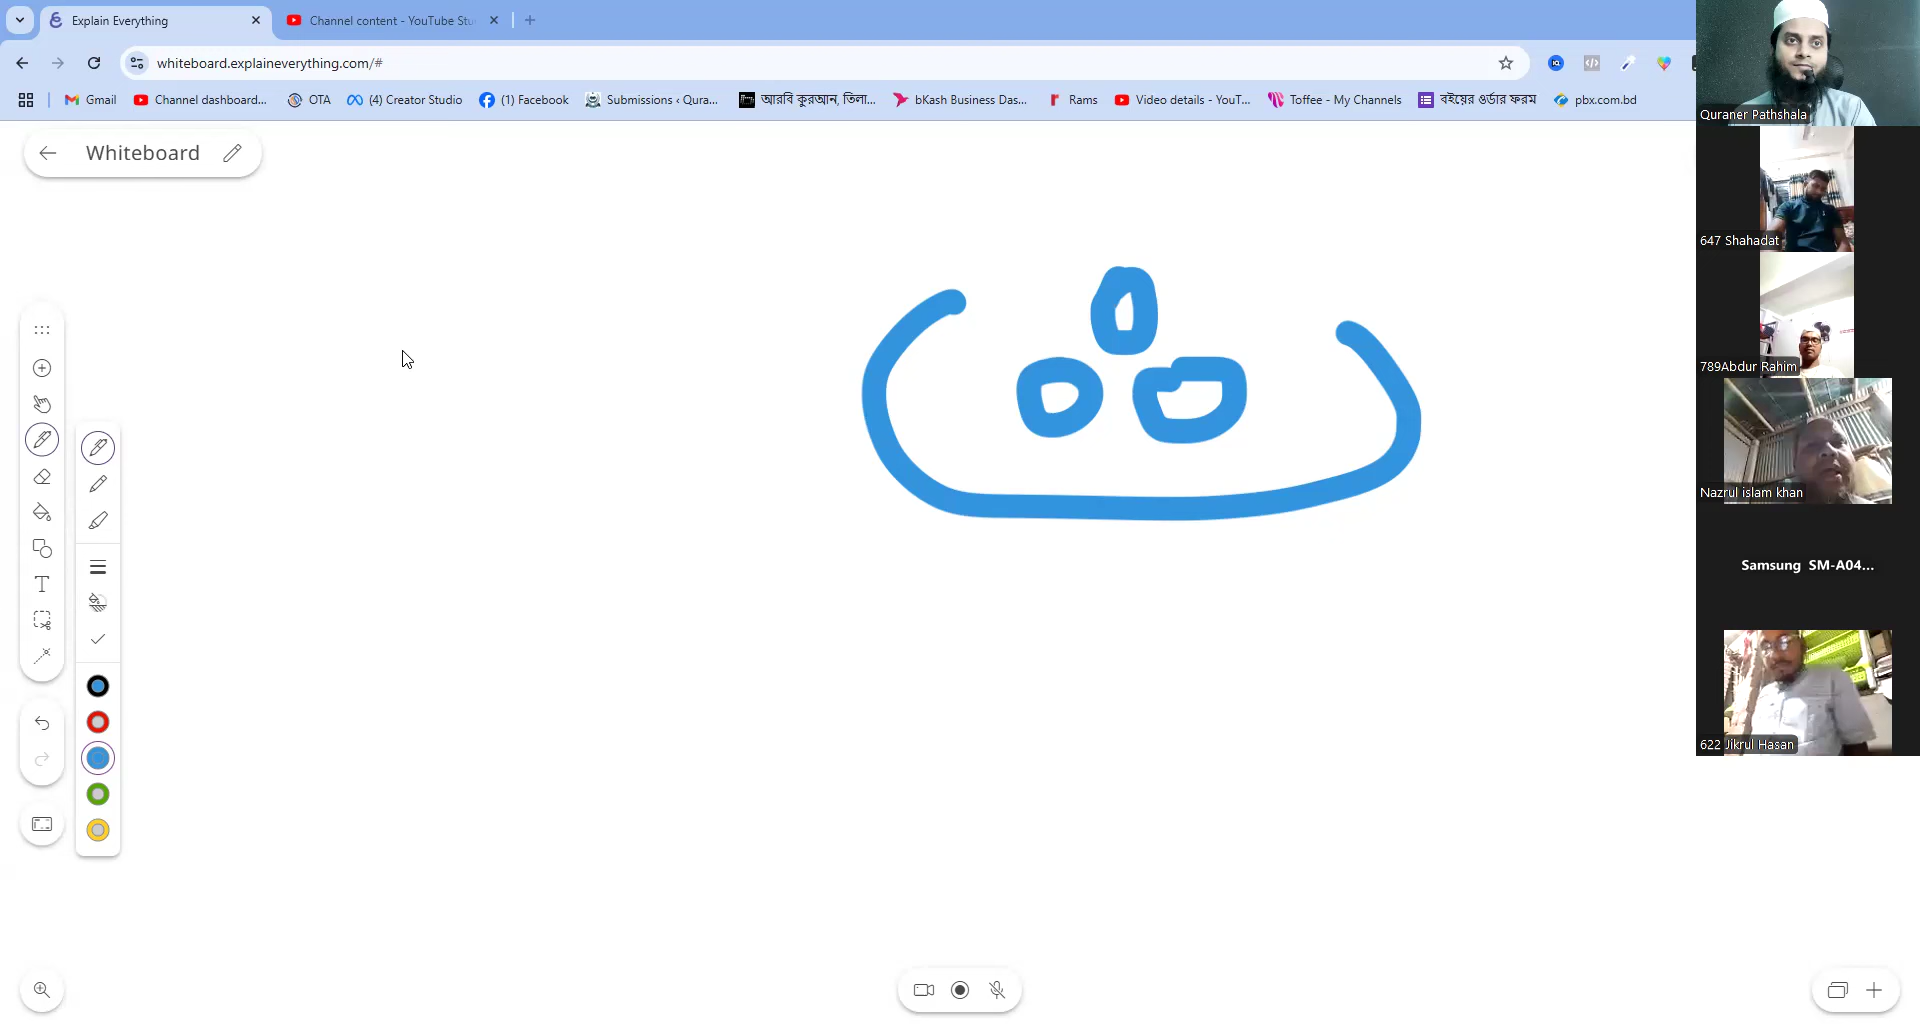 Explain Everything
Channel content - YouTube Stu
whiteboard.explaineverything.com/#
Gmail
Channel dashboard...
OTA
(4) Creator Studio
(1) Facebook
Submissions ‹ Qura...
আরবি কুরআন, তিলা...
bKash Business Das...
Rams
Video details - YouT...
Toffee - My Channels
বইয়ের ওর্ডার ফরম
pbx.com.bd
Whiteboard
ث
T
Quraner Pathshala
647 Shahadat
789Abdur Rahim
Nazrul islam khan
Samsung SM-A04...
622 Jikrul Hasan